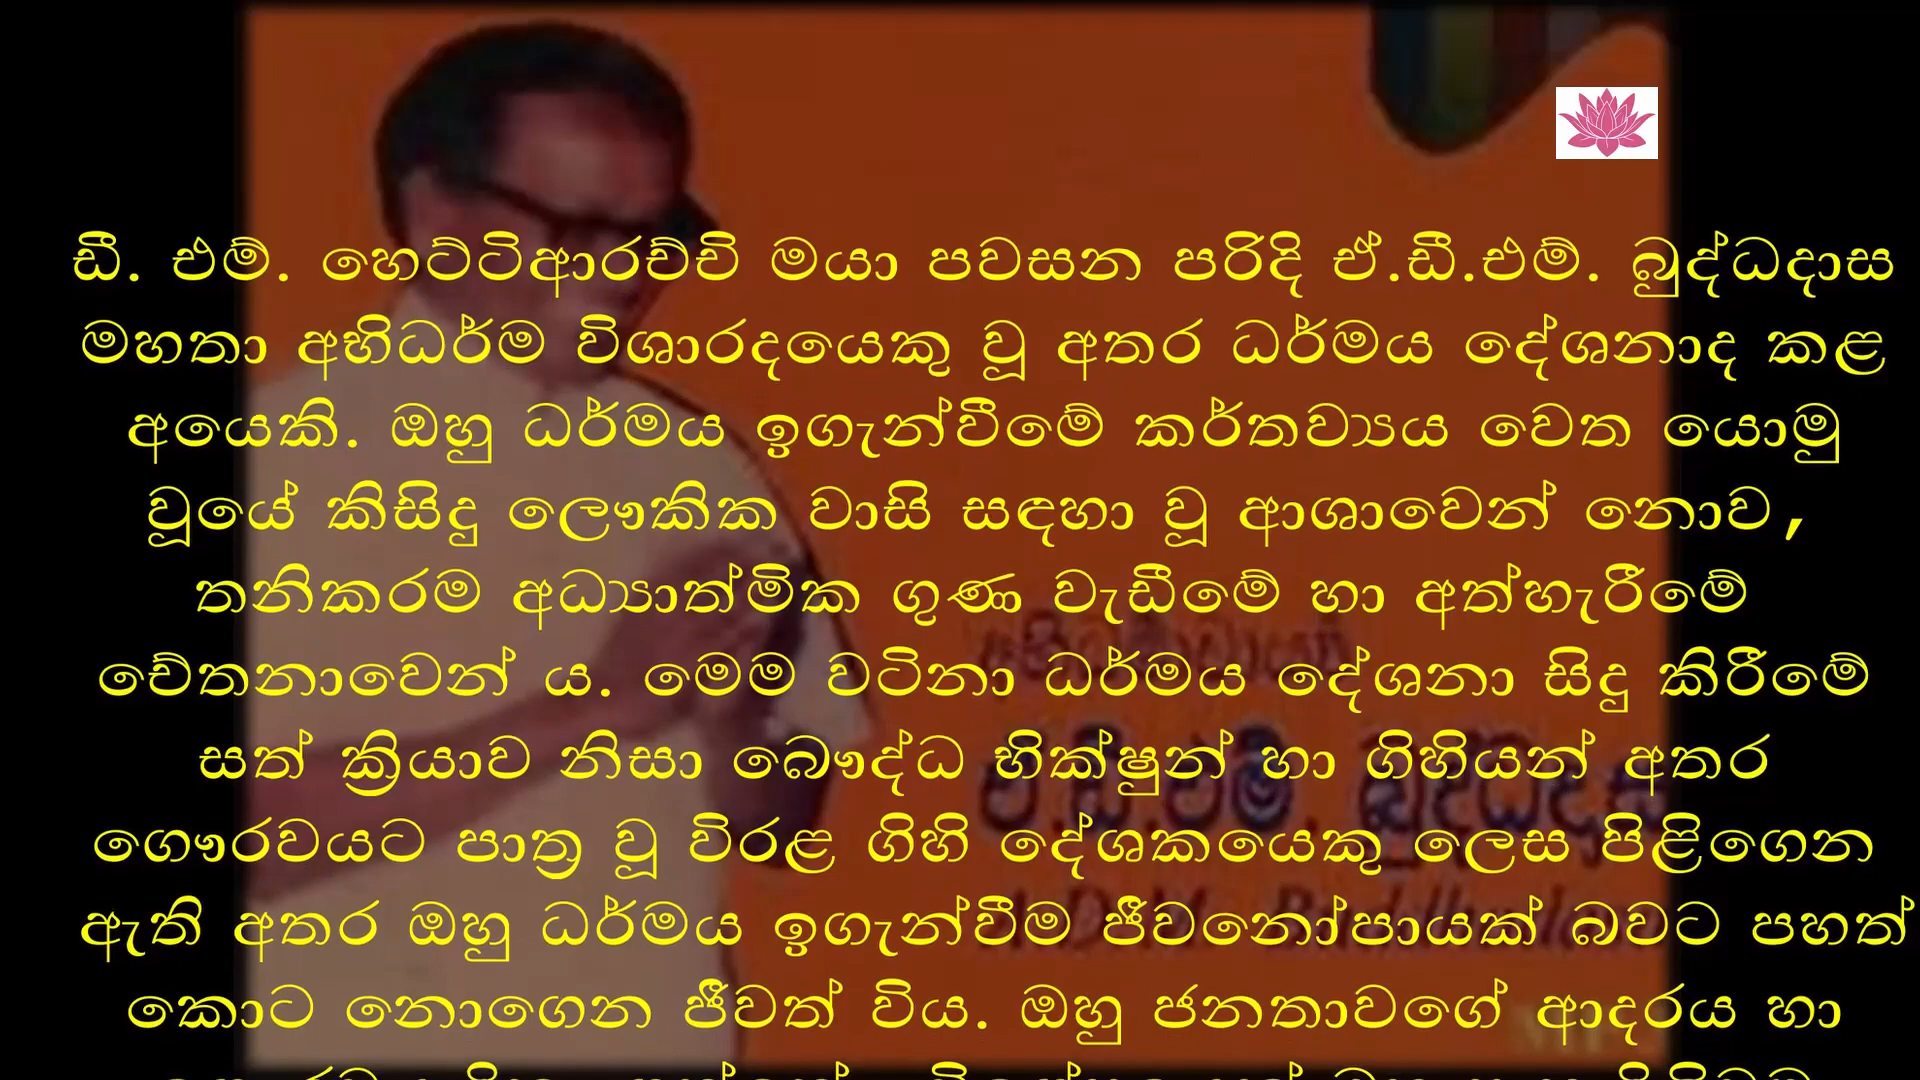 ඩී. එම්. හෙට්ටිආරච්චි මයා පවසන පරිදි ඒ.ඩී.එම්. බුද්ධදාස
මහතා අභිධර්ම විශාරදයෙකු වූ අතර ධර්මය දේශනාද කළ
අයෙකි. ඔහු ධර්මය ඉගැන්වීමේ කර්තව්‍යය වෙත යොමු
වූයේ කිසිදු ලෞකික වාසි සඳහා වූ ආශාවෙන් නොව,
තනිකරම අධ්‍යාත්මික ගුණ වැඩීමේ හා අත්හැරීමේ
චේතනාවෙන් ය. මෙම වටිනා ධර්මය දේශනා සිදු කිරීමේ
සත් ක්‍රියාව නිසා බෞද්ධ භික්ෂුන් හා ගිහියන් අතර
ගෞරවයට පාත්‍ර වූ විරළ ගිහි දේශකයෙකු ලෙස පිළිගෙන
ඇති අතර ඔහු ධර්මය ඉගැන්වීම ජීවනෝපායක් බවට පහත්
කොට නොගෙන ජීවත් විය. ඔහු ජනතාවගේ ආදරය හා
ඒ.ඩී.එම්. බුද්ධදාස